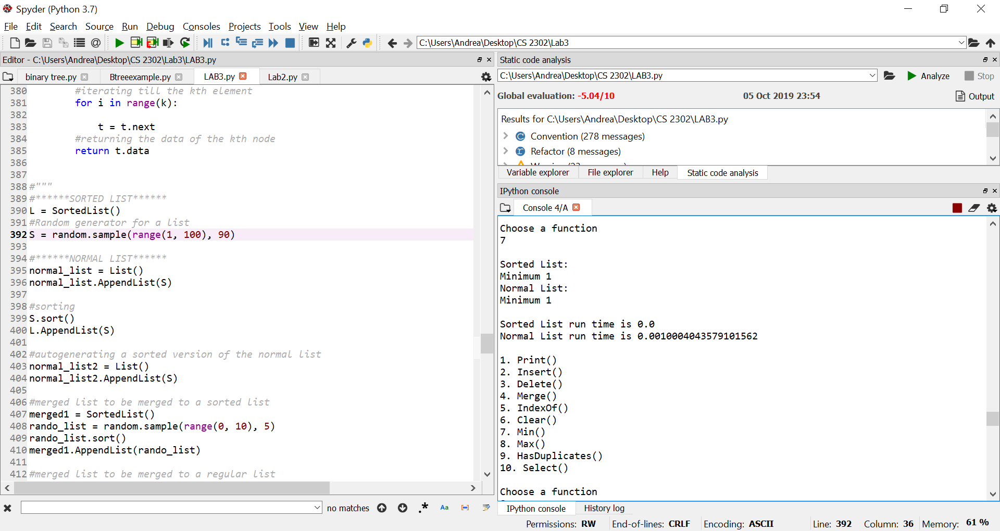 Spyder (Python 3.7)
File Edit Search Source Run Debug Consoles Projects Tools View Help
C:\Users\Andrea\Desktop\CS 2302\Lab3
Editor - C:\Users\Andrea\Desktop\CS 2302\Lab3\LAB3.py
binary tree.py Btreeexample.py LAB3.py Lab2.py
380         #iterating till the kth element
381         for i in range(k):
382
383             t = t.next
384         #returning the data of the kth node
385         return t.data
386
387
388 #"""
389 #******SORTED LIST******
390 L = SortedList()
391 #Random generator for a list
392 S = random.sample(range(1, 100), 90)
393
394 #******NORMAL LIST******
395 normal_list = List()
396 normal_list.AppendList(S)
397
398 #sorting
399 S.sort()
400 L.AppendList(S)
401
402 #autogenerating a sorted version of the normal list
403 normal_list2 = List()
404 normal_list2.AppendList(S)
405
406 #merged list to be merged to a sorted list
407 merged1 = SortedList()
408 rando_list = random.sample(range(0, 10), 5)
409 rando_list.sort()
410 merged1.AppendList(rando_list)
411
412 #merged list to be merged to a regular list
no matches
.* Aa
Static code analysis
C:\Users\Andrea\Desktop\CS 2302\LAB3.py Analyze Stop
Global evaluation: -5.04/10 05 Oct 2019 23:54 Output
Results for C:\Users\Andrea\Desktop\CS 2302\LAB3.py
Convention (278 messages)
Refactor (8 messages)
Variable explorer File explorer Help Static code analysis
IPython console
Console 4/A
Choose a function
7
Sorted List:
Minimum 1
Normal List:
Minimum 1
Sorted List run time is 0.0
Normal List run time is 0.0010004043579101562
1. Print()
2. Insert()
3. Delete()
4. Merge()
5. IndexOf()
6. Clear()
7. Min()
8. Max()
9. HasDuplicates()
10. Select()
Choose a function
IPython console History log
Permissions: RW End-of-lines: CRLF Encoding: ASCII Line: 392 Column: 36 Memory: 61 %